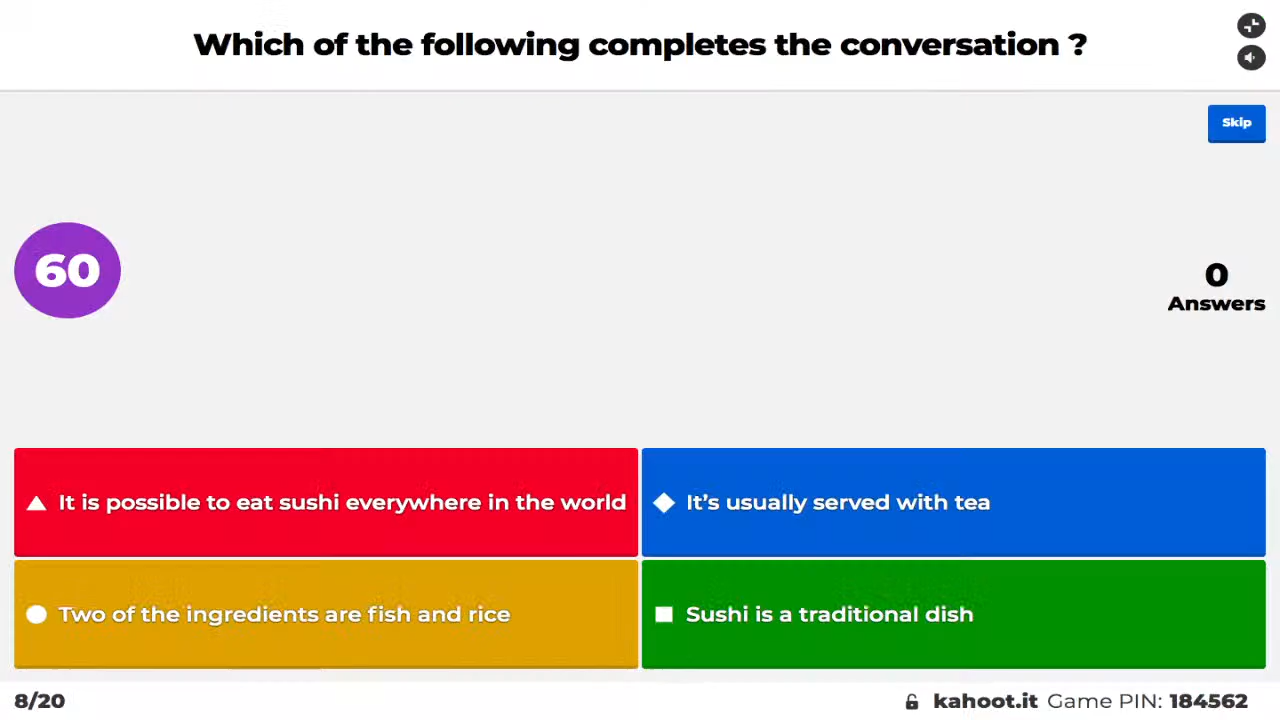 Which of the following completes the conversation ?
Skip
60
0
Answers
It is possible to eat sushi everywhere in the world
It's usually served with tea
Two of the ingredients are fish and rice
Sushi is a traditional dish
8/20
kahoot.it Game PIN: 184562